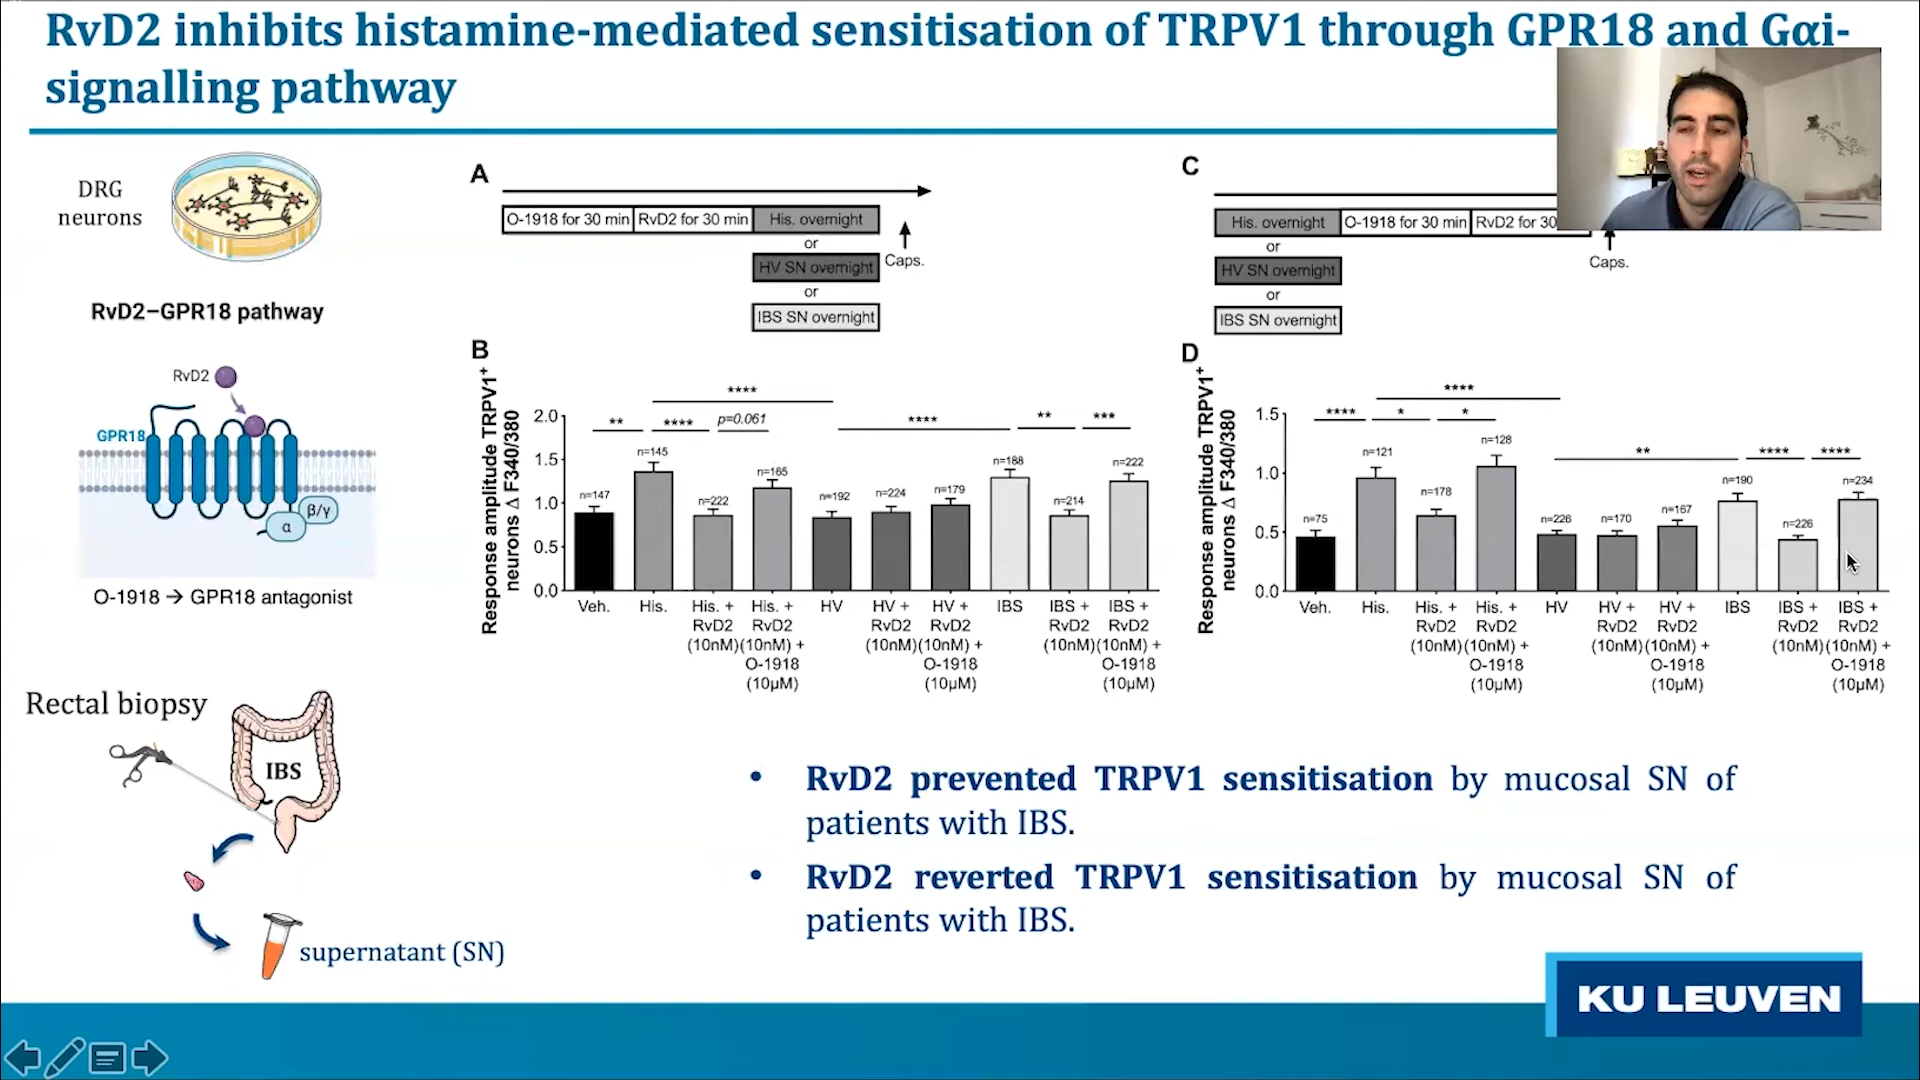 RvD2 inhibits histamine-mediated sensitisation of TRPV1 through GPR18 and Gαi-
signalling pathway
DRG
neurons
RvD2–GPR18 pathway
RvD2
GPR18
α
β/γ
O-1918 → GPR18 antagonist
Rectal biopsy
IBS
supernatant (SN)
A
O-1918 for 30 min
RvD2 for 30 min
His. overnight
or
HV SN overnight
or
IBS SN overnight
Caps.
B
Response amplitude TRPV1+
neurons Δ F340/380
2.0
1.5
1.0
0.5
0.0
**
****
****
p=0.061
****
**
***
n=147
n=145
n=222
n=165
n=192
n=224
n=179
n=188
n=214
n=222
Veh.
His.
His. +
RvD2
(10nM)
His. +
RvD2
(10nM) +
O-1918
(10µM)
HV
HV +
RvD2
(10nM)
HV +
RvD2
(10nM) +
O-1918
(10µM)
IBS
IBS +
RvD2
(10nM)
IBS +
RvD2
(10nM) +
O-1918
(10µM)
C
His. overnight
O-1918 for 30 min
RvD2 for 30
or
HV SN overnight
or
IBS SN overnight
Caps.
D
Response amplitude TRPV1+
neurons Δ F340/380
1.5
1.0
0.5
0.0
****
****
*
*
**
****
****
n=75
n=121
n=178
n=128
n=226
n=170
n=167
n=190
n=226
n=234
Veh.
His.
His. +
RvD2
(10nM)
His. +
RvD2
(10nM) +
O-1918
(10µM)
HV
HV +
RvD2
(10nM)
HV +
RvD2
(10nM) +
O-1918
(10µM)
IBS
IBS +
RvD2
(10nM)
IBS +
RvD2
(10nM) +
O-1918
(10µM)
• RvD2 prevented TRPV1 sensitisation by mucosal SN of
patients with IBS.
• RvD2 reverted TRPV1 sensitisation by mucosal SN of
patients with IBS.
KU LEUVEN